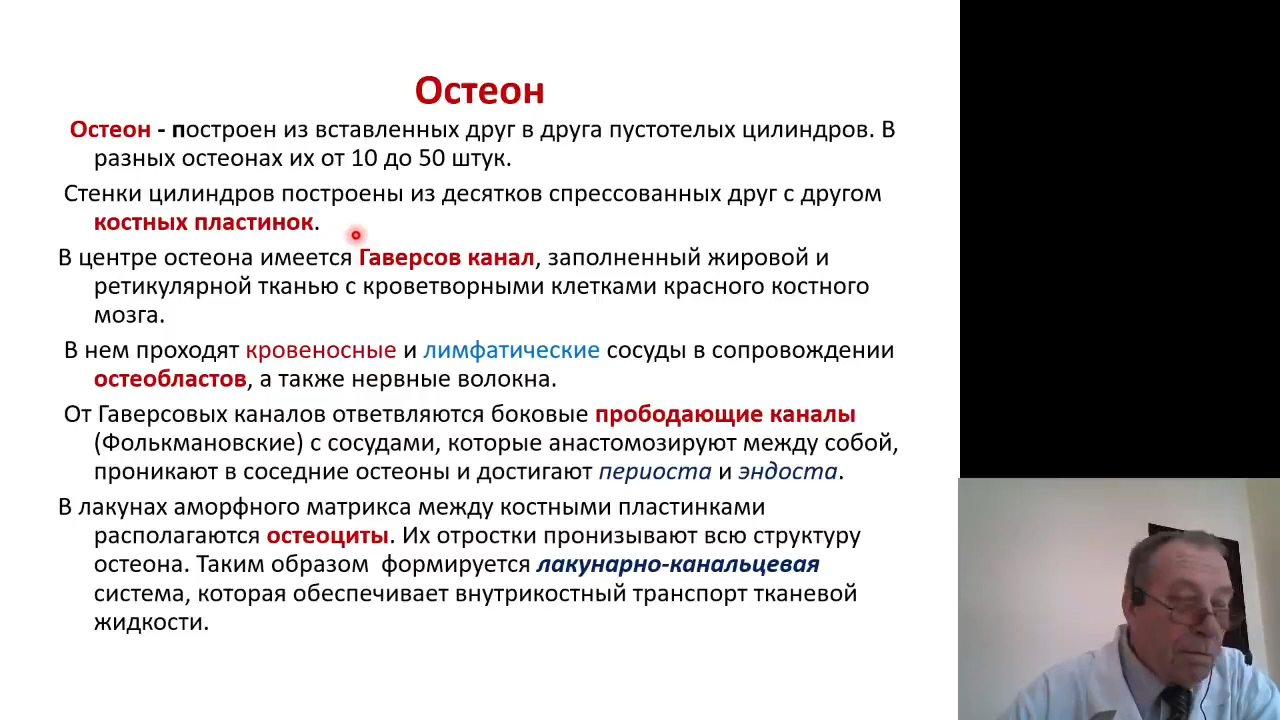 Остеон
Остеон - построен из вставленных друг в друга пустотелых цилиндров. В
разных остеонах их от 10 до 50 штук.
Стенки цилиндров построены из десятков спрессованных друг с другом
костных пластинок.
В центре остеона имеется Гаверсов канал, заполненный жировой и
ретикулярной тканью с кроветворными клетками красного костного
мозга.
В нем проходят кровеносные и лимфатические сосуды в сопровождении
остеобластов, а также нервные волокна.
От Гаверсовых каналов ответвляются боковые прободающие каналы
(Фолькмановские) с сосудами, которые анастомозируют между собой,
проникают в соседние остеоны и достигают периоста и эндоста.
В лакунах аморфного матрикса между костными пластинками
располагаются остеоциты. Их отростки пронизывают всю структуру
остеона. Таким образом формируется лакунарно-канальцевая
система, которая обеспечивает внутрикостный транспорт тканевой
жидкости.